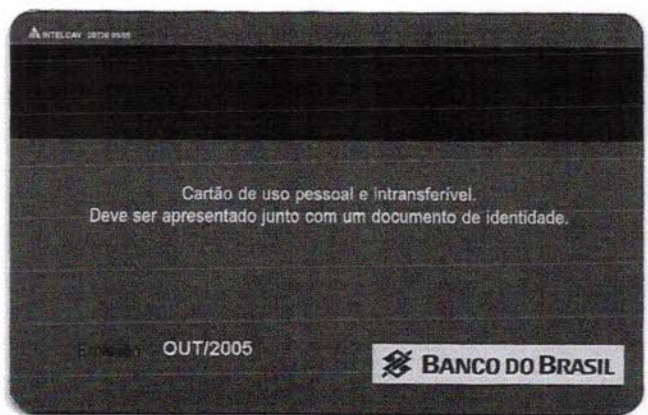 INTELCAV
Cartão de uso pessoal e intransferível.
Deve ser apresentado junto com um documento de identidade.
Emissão OUT/2005
BANCO DO BRASIL